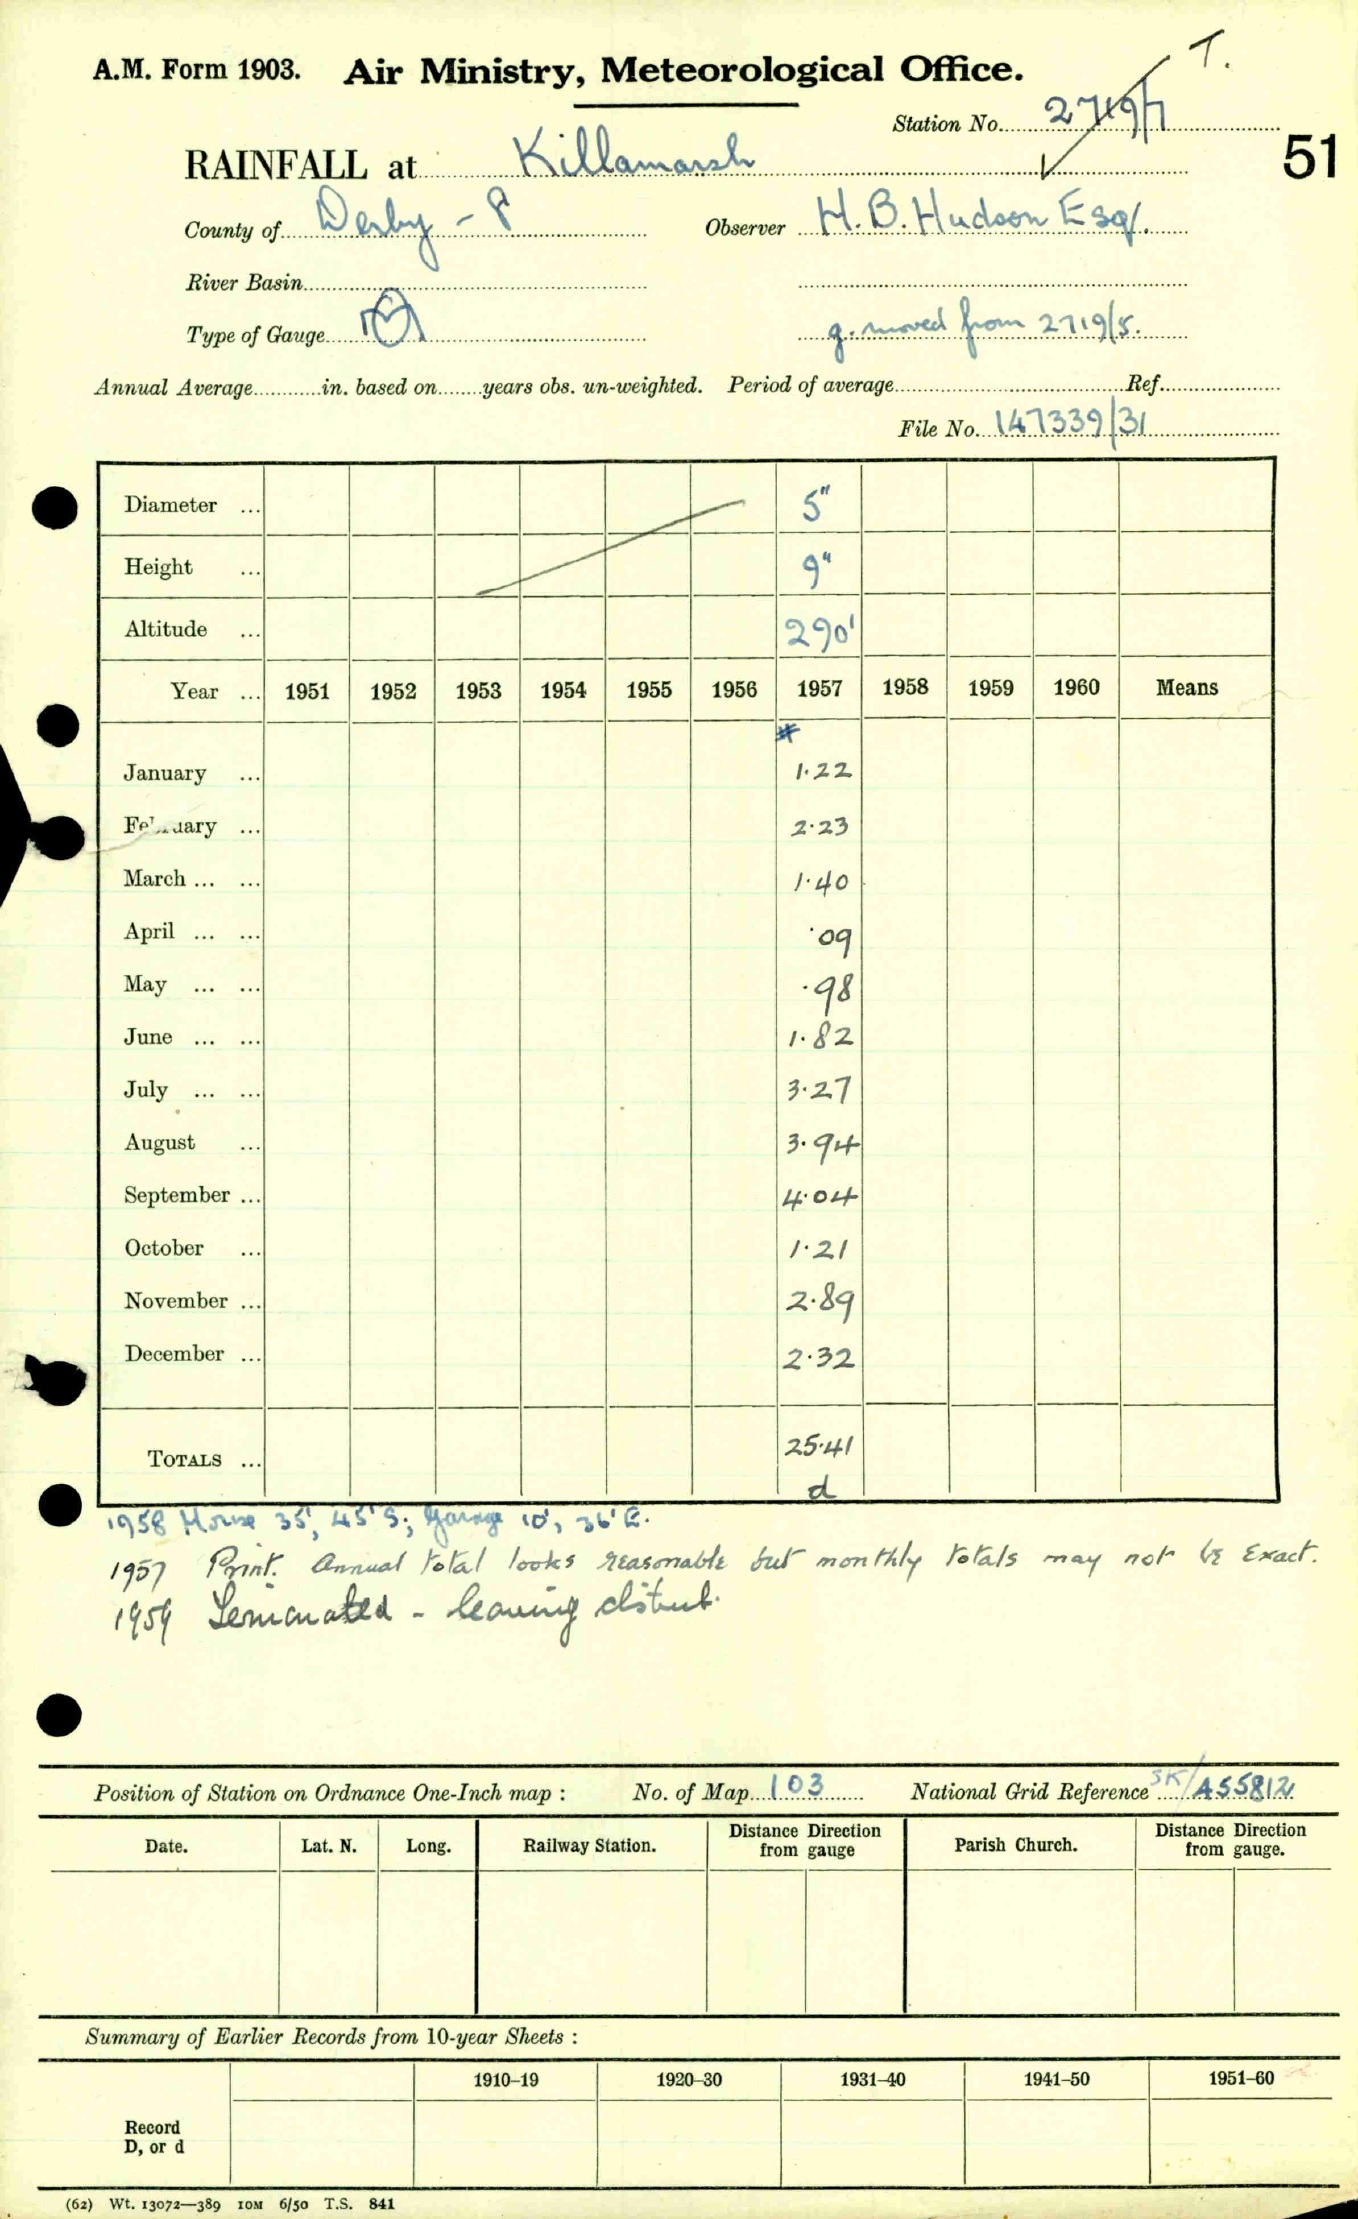 T.
A.M. Form 1903. Air Ministry, Meteorological Office.
Station No. 2719/7
51
RAINFALL at Killamarsh
County of Derby - P Observer H.B. Hudson Esq.
River Basin
Type of Gauge g. moved from 2719/5.
Annual Average in. based on years obs. un-weighted. Period of average Ref.
File No. 147339/31
Diameter ... 5"
Height ... 9"
Altitude ... 290'
Year ... 1951 1952 1953 1954 1955 1956 1957 1958 1959 1960 Means
#
January ... 1.22
February ... 2.23
March ... ... 1.40
April ... ... .09
May ... ... .98
June ... ... 1.82
July ... ... 3.27
August ... 3.94
September ... 4.04
October ... 1.21
November ... 2.89
December ... 2.32
TOTALS ... 25.41
d
1958 House 35', 45' S; Garage 10', 36' E.
1957 Print. Annual total looks reasonable but monthly totals may not be exact.
1959 Terminated - leaving district.
Position of Station on Ordnance One-Inch map : No. of Map 103 National Grid Reference SK/455812
Date. Lat. N. Long. Railway Station. Distance Direction from gauge Parish Church. Distance Direction from gauge.
Summary of Earlier Records from 10-year Sheets :
1910–19 1920–30 1931–40 1941–50 1951–60
Record
D, or d
(62) Wt. 13072—389 10M 6/50 T.S. 841